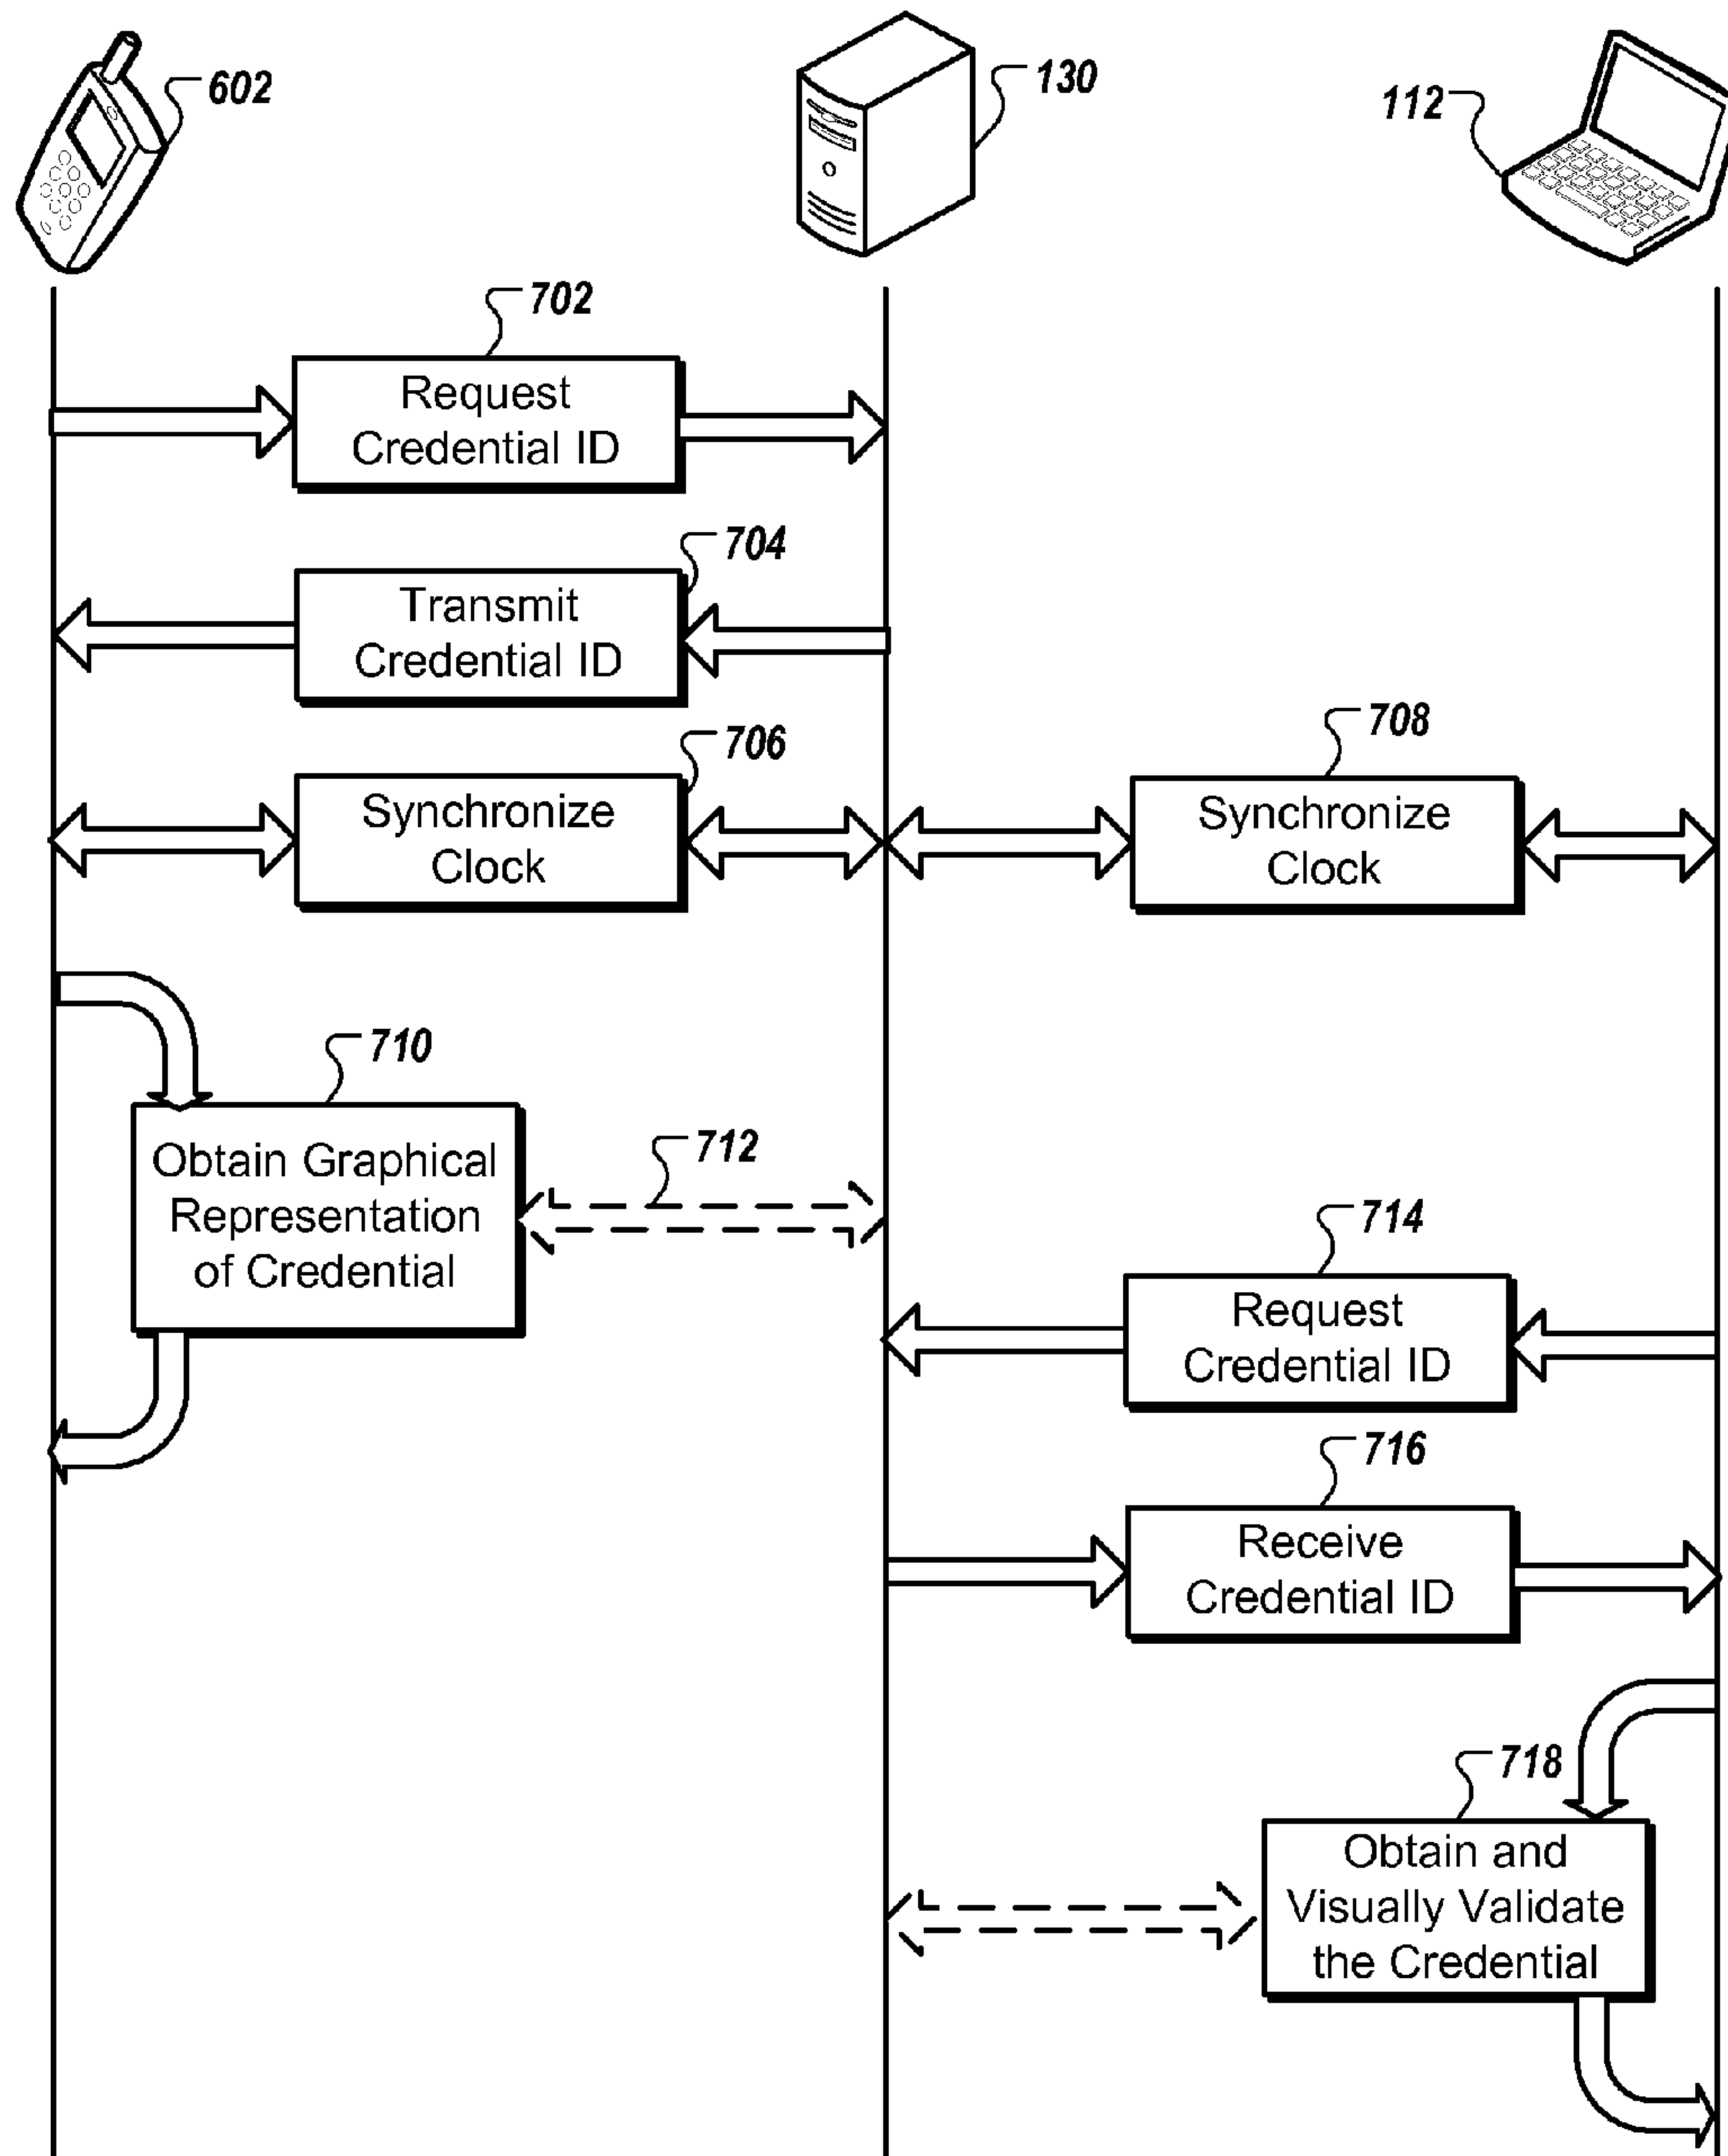 602
130
112
702
Request
Credential ID
704
Transmit
Credential ID
706
Synchronize
Clock
708
Synchronize
Clock
710
Obtain Graphical
Representation
of Credential
712
714
Request
Credential ID
716
Receive
Credential ID
718
Obtain and
Visually Validate
the Credential